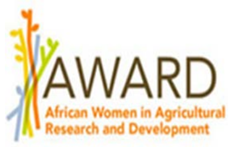 AWARD
African Women in Agricultural
Research and Development